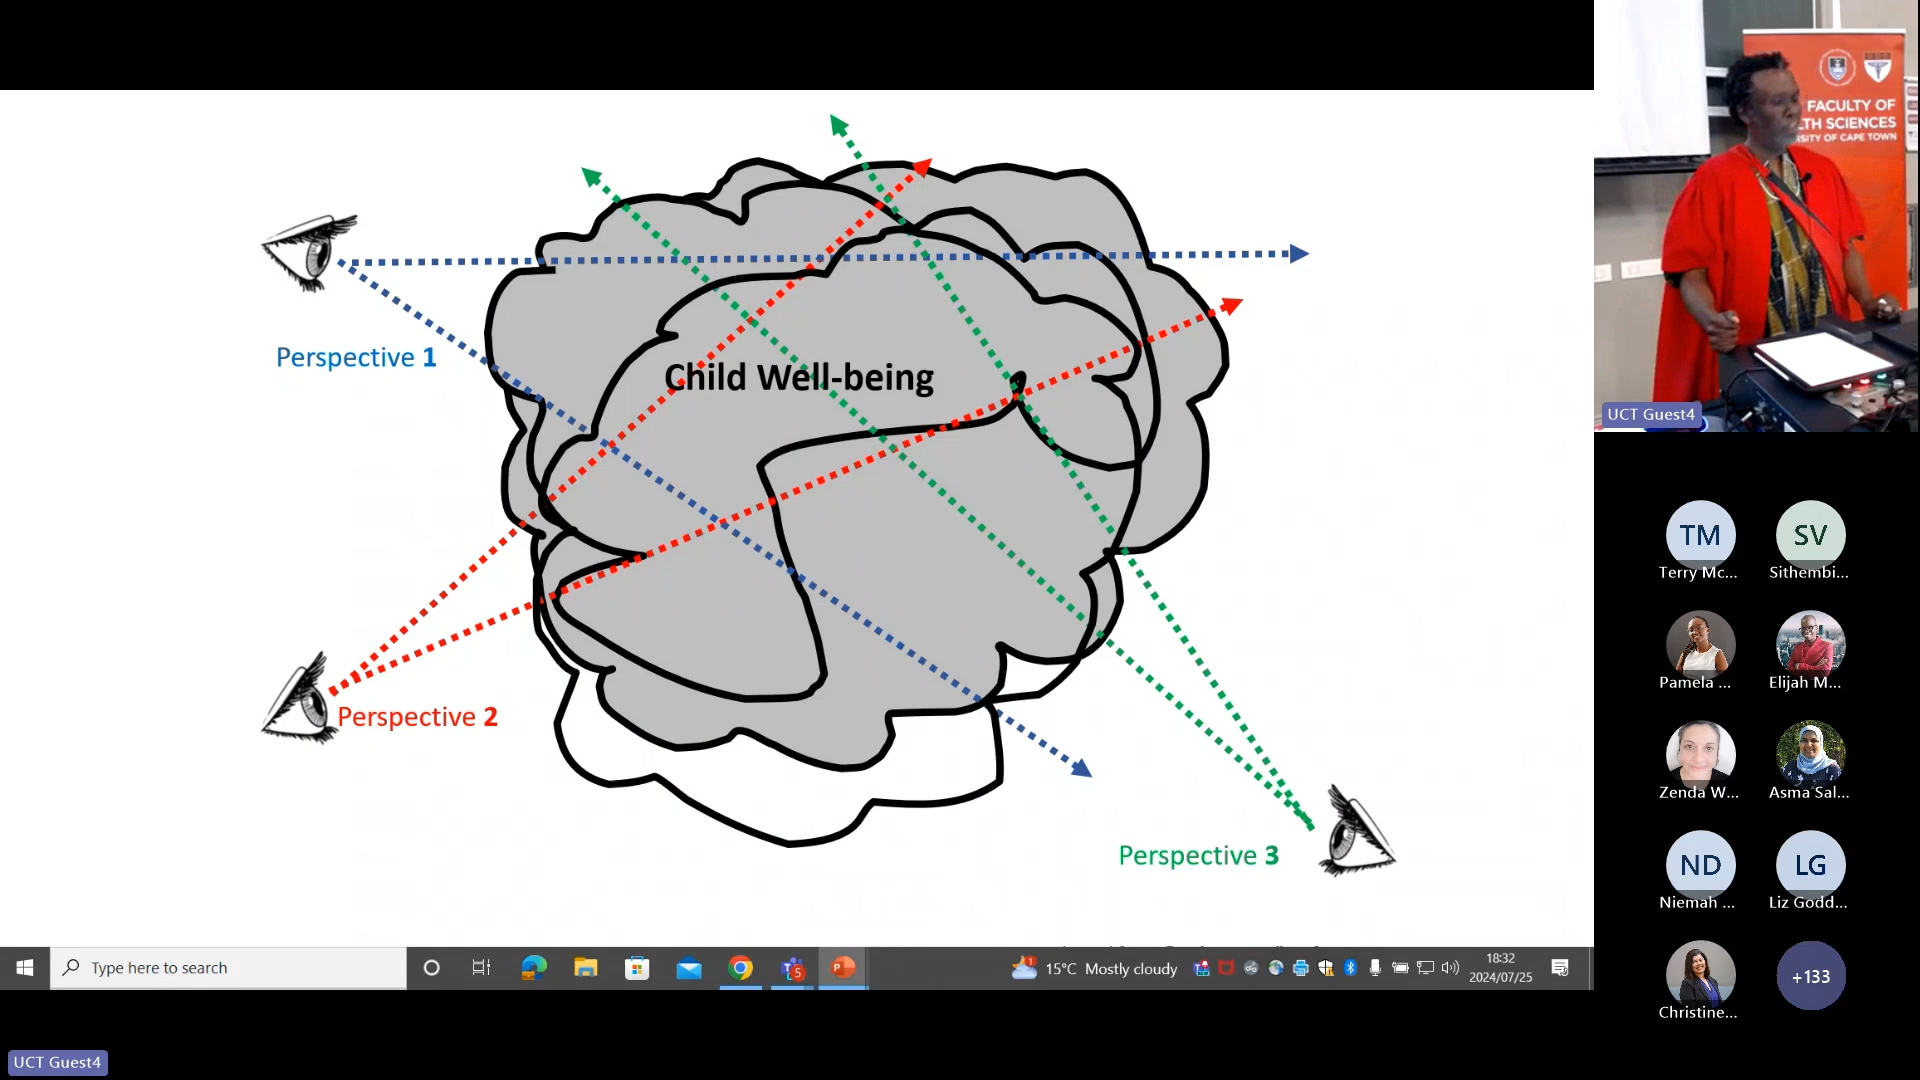 Child Well-being
Perspective 1
Perspective 2
Perspective 3
FACULTY OF
LTH SCIENCES
RSITY OF CAPE TOWN
UCT Guest4
TM
Terry Mc...
SV
Sithembi...
Pamela ...
Elijah M...
Zenda W...
Asma Sal...
ND
Niemah ...
LG
Liz Godd...
Christine...
+133
Type here to search
15°C Mostly cloudy
18:32
2024/07/25
UCT Guest4